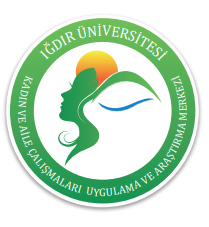 IĞDIR ÜNİVERSİTESİ
KADIN VE AİLE ÇALIŞMALARI UYGULAMA VE ARAŞTIRMA MERKEZİ